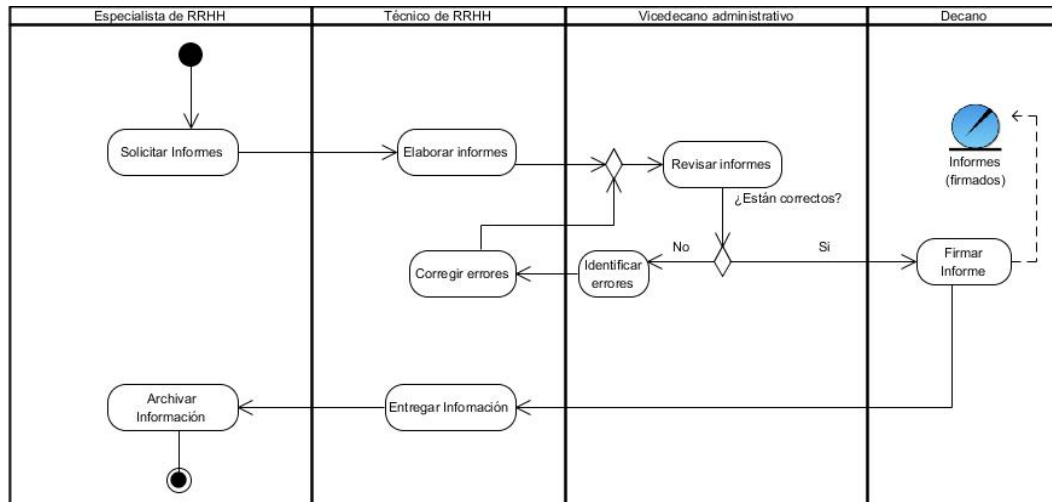 Especialista de RRHH
Técnico de RRHH
Vicedecano administrativo
Decano
Solicitar Informes
Elaborar informes
Revisar informes
Informes
(firmados)
¿Están correctos?
No
Si
Corregir errores
Identificar
errores
Firmar
Informe
Archivar
Información
Entregar Infomación